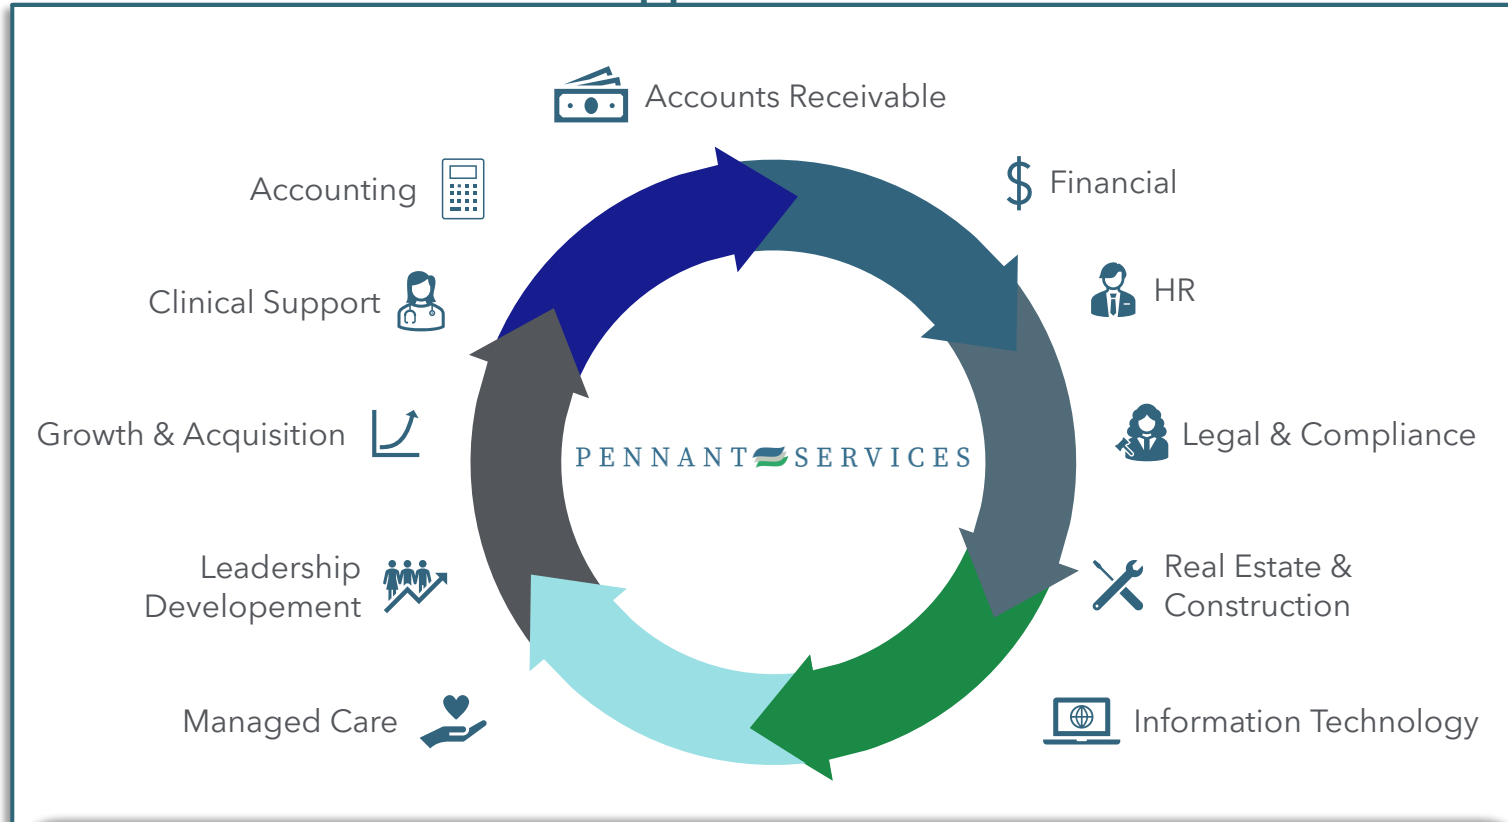 Accounts Receivable
Accounting
$ Financial
Clinical Support
HR
Growth & Acquisition
PENNANT SERVICES
Legal & Compliance
Leadership
Developement
Real Estate &
Construction
Managed Care
Information Technology